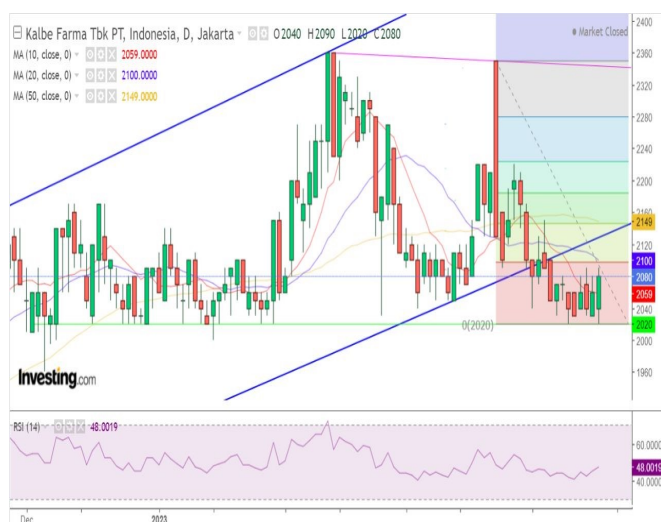 Kalbe Farma Tbk PT, Indonesia, D, Jakarta O2040 H2090 L2020 C2080
Market Closed
MA (10, close, 0) 2059.0000
MA (20, close, 0) 2100.0000
MA (50, close, 0) 2149.0000
2400
2360
2320
2280
2240
2200
2160
2149
2120
2100
2080
2059
2040
0(2020)
2020
2000
1960
Investing.com
RSI (14) 48.0019
60.0000
48.0019
40.0000
Dec 2023